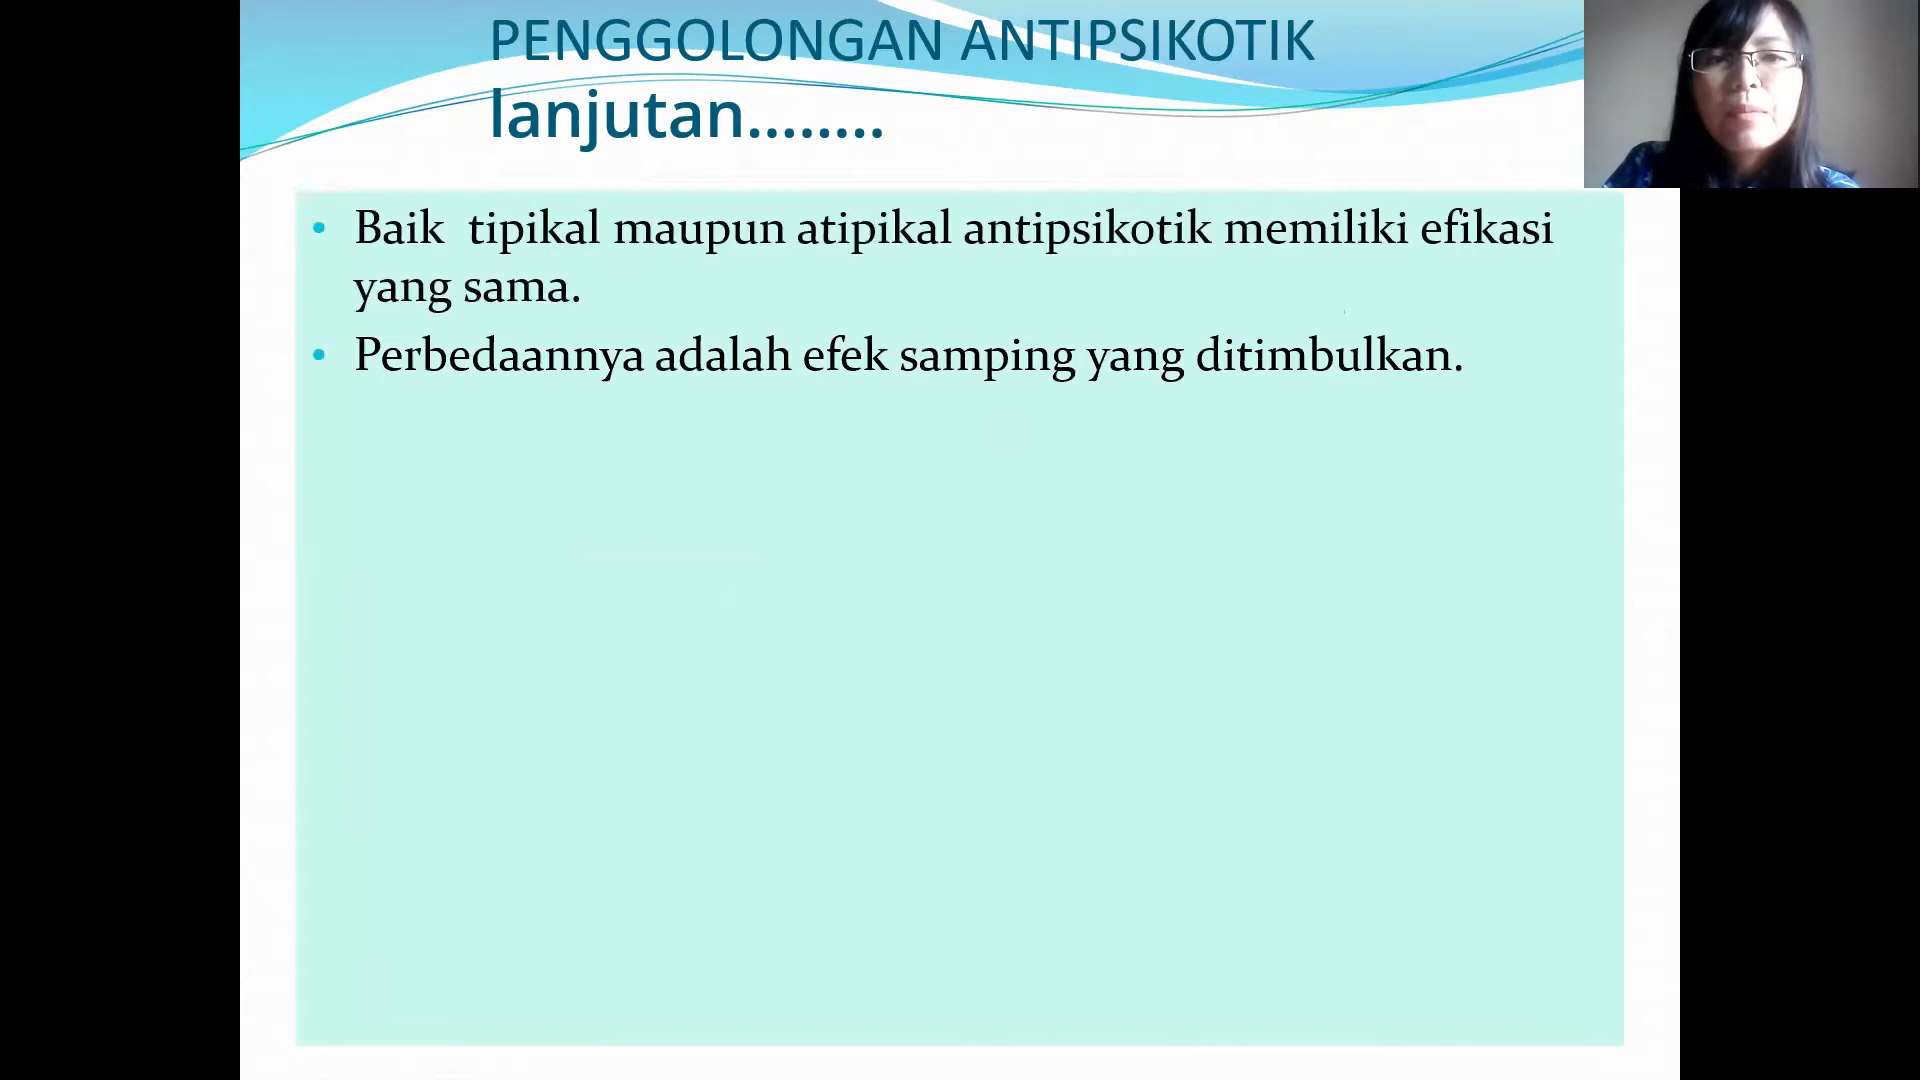 PENGGOLONGAN ANTIPSIKOTIK
lanjutan........
• Baik tipikal maupun atipikal antipsikotik memiliki efikasi
yang sama.
• Perbedaannya adalah efek samping yang ditimbulkan.